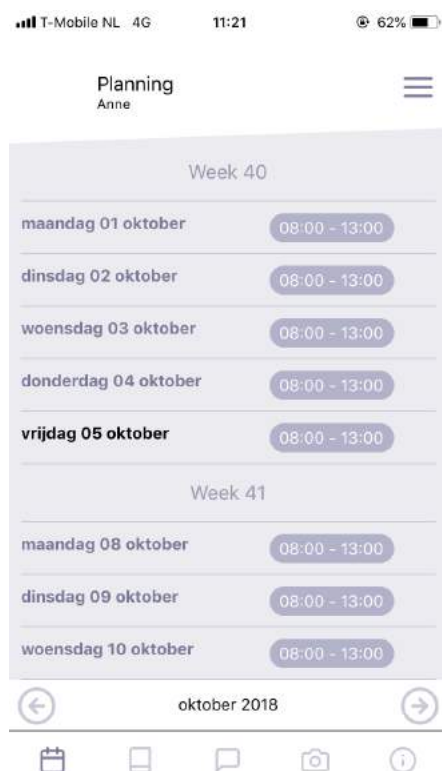 T-Mobile NL 4G 11:21 62%
Planning
Anne
Week 40
maandag 01 oktober 08:00 - 13:00
dinsdag 02 oktober 08:00 - 13:00
woensdag 03 oktober 08:00 - 13:00
donderdag 04 oktober 08:00 - 13:00
vrijdag 05 oktober 08:00 - 13:00
Week 41
maandag 08 oktober 08:00 - 13:00
dinsdag 09 oktober 08:00 - 13:00
woensdag 10 oktober 08:00 - 13:00
oktober 2018